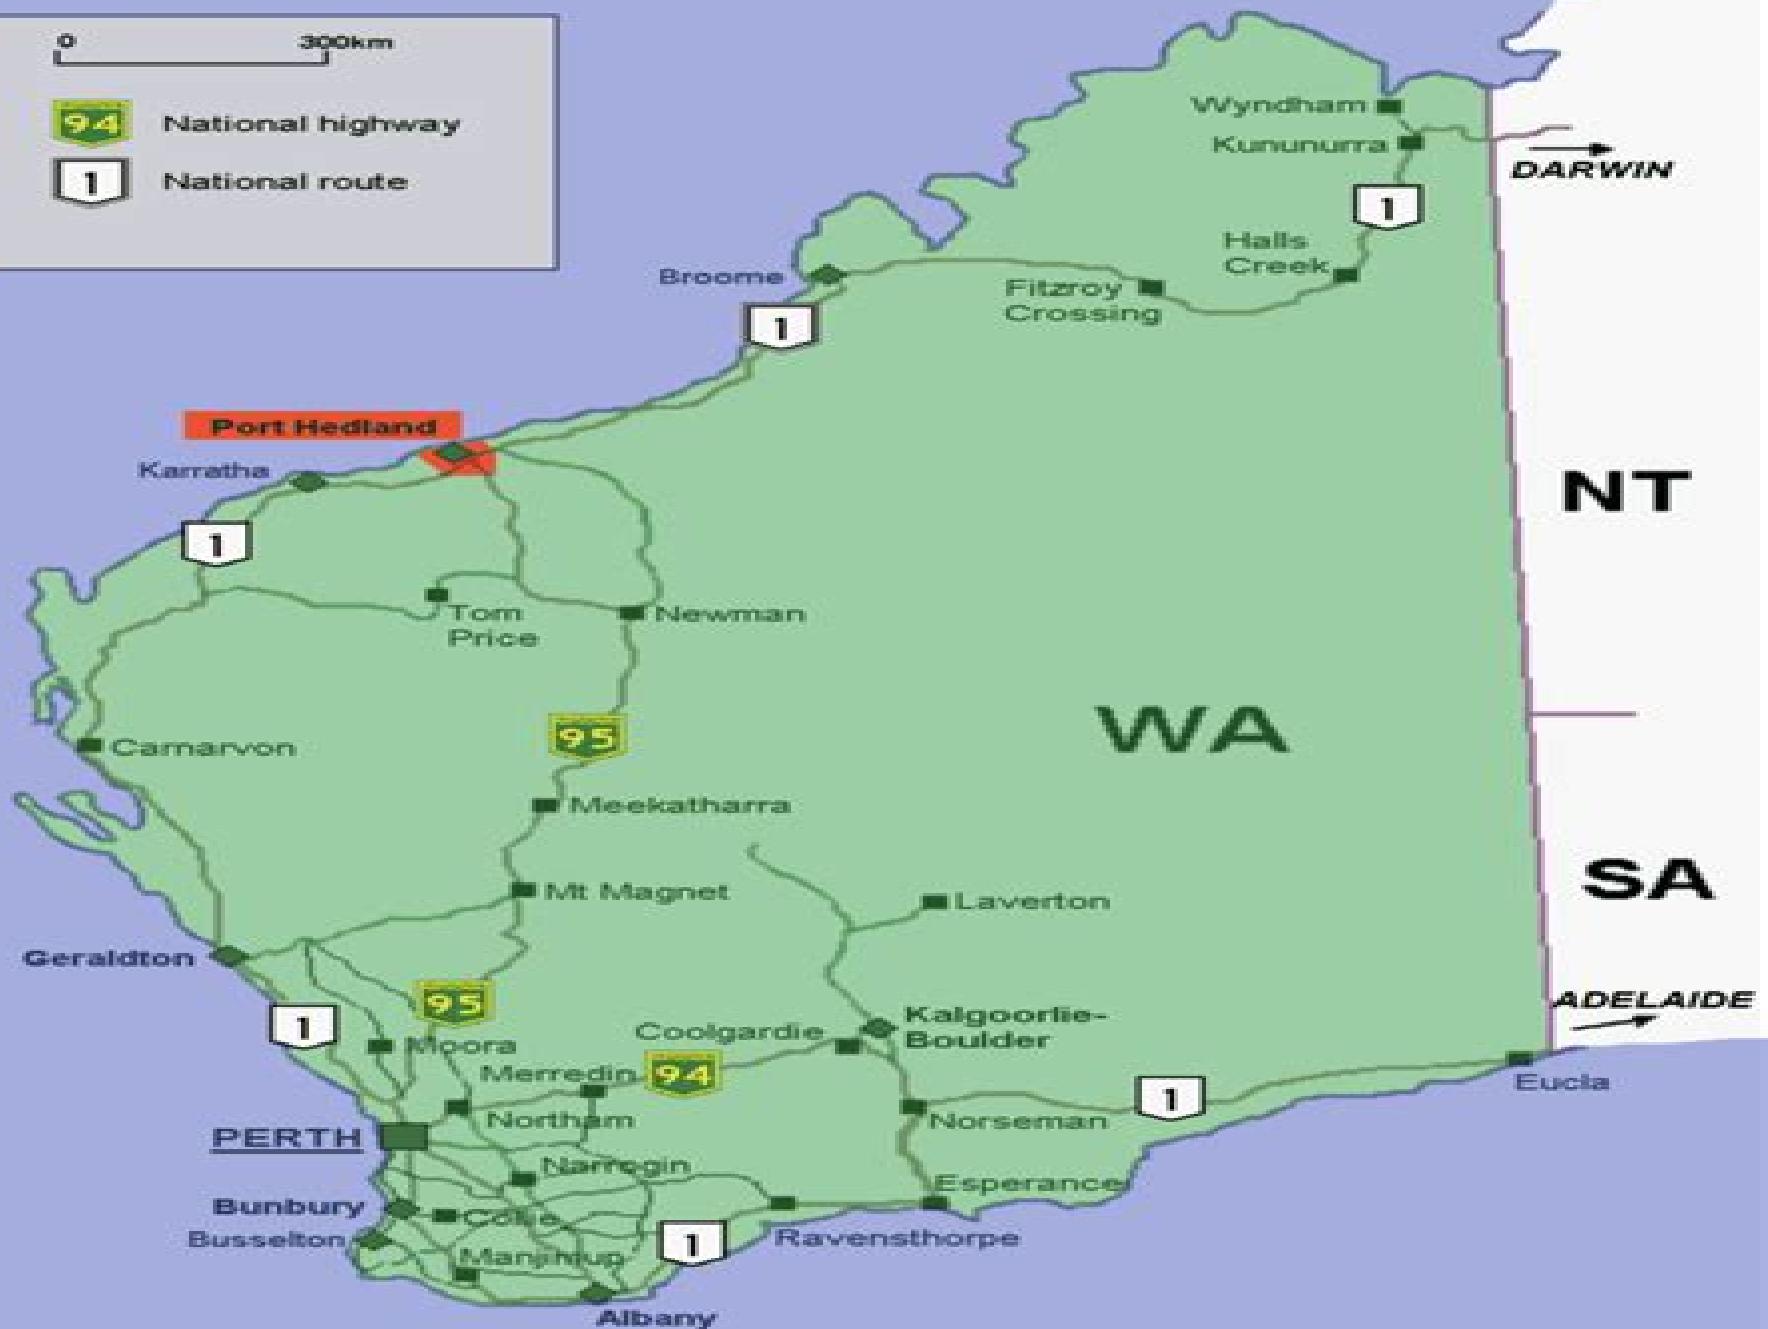 0 300km
94 National highway
1 National route
Wyndham
Kununurra
DARWIN
1
Halls
Creek
Broome
Fitzroy
Crossing
1
Port Hedland
Karratha
NT
1
Tom
Price
Newman
WA
95
Carnarvon
Meekatharra
SA
Mt Magnet
Laverton
Geraldton
95
ADELAIDE
1
Kalgoorlie-
Boulder
Coolgardie
Moora
Merredin
94
Eucla
1
Northam
Norseman
PERTH
Narrogin
Esperance
Bunbury
Collie
Busselton
1
Ravensthorpe
Manjimup
Albany